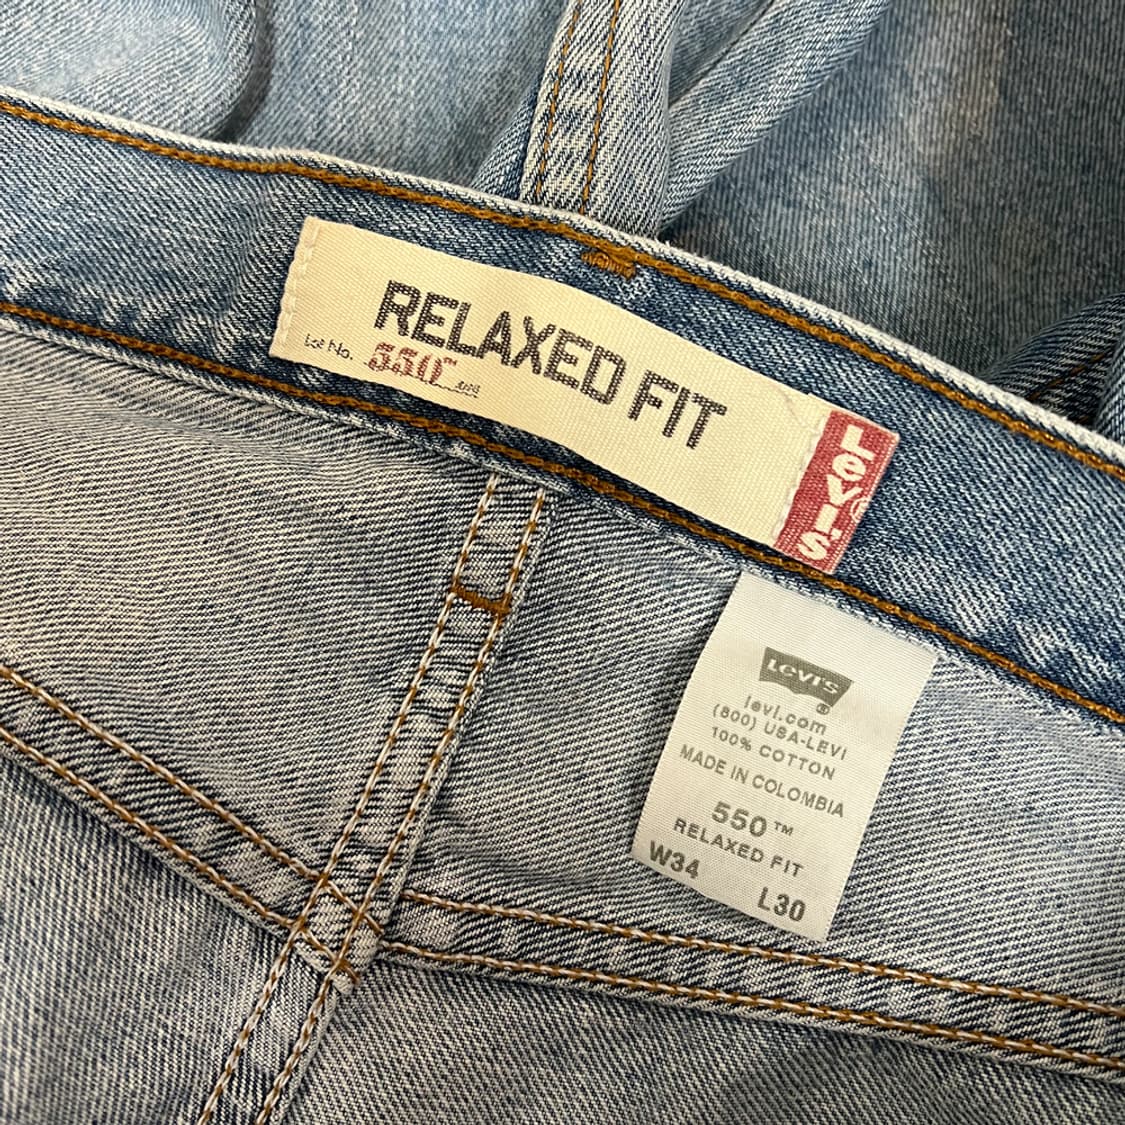 RELAXED FIT
Lot No. 550™
LEVI'S
®
LEVI'S
®
levi.com
(800) USA-LEVI
100% COTTON
MADE IN COLOMBIA
550™
RELAXED FIT
W34 L30